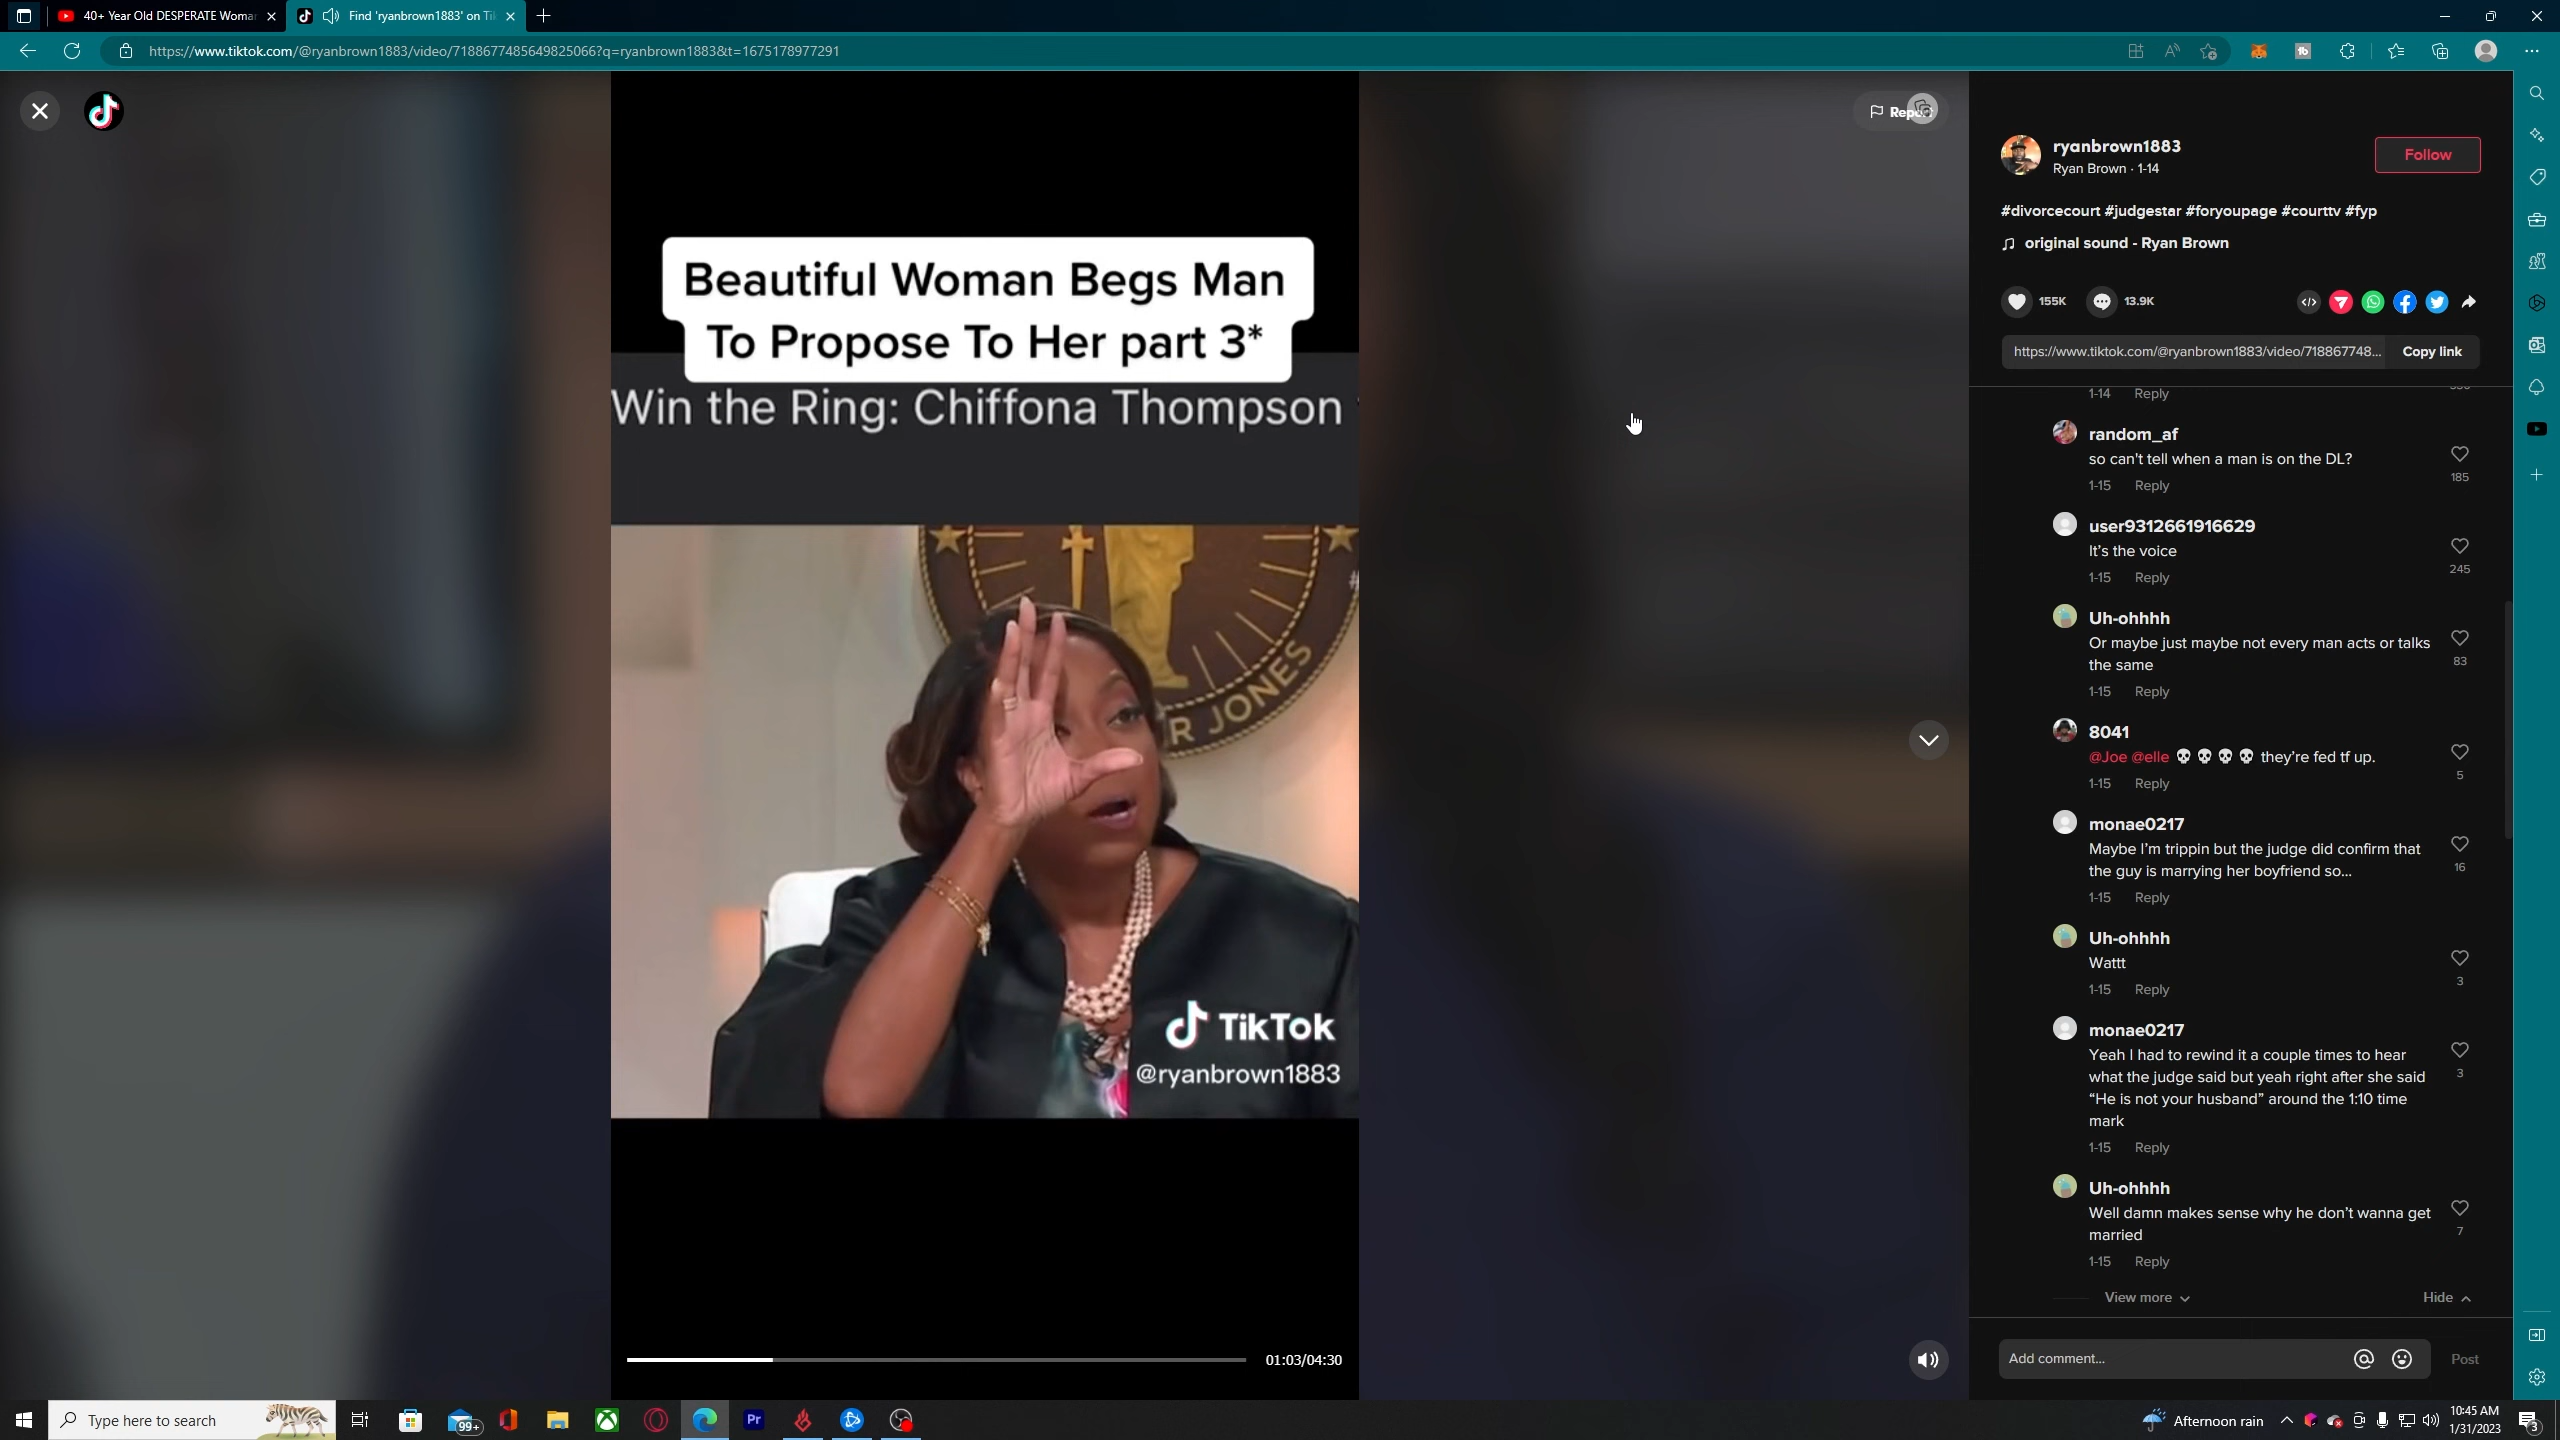 40+ Year Old DESPERATE Woman
Find 'ryanbrown1883' on Ti
https://www.tiktok.com/@ryanbrown1883/video/7188677485649825066?q=ryanbrown1883&t=1675178977291
Beautiful Woman Begs Man
To Propose To Her part 3*
Win the Ring: Chiffona Thompson
R JONES
TikTok
@ryanbrown1883
01:03/04:30
ryanbrown1883
Ryan Brown · 1-14
Follow
#divorcecourt #judgestar #foryoupage #courttv #fyp
original sound - Ryan Brown
155K
13.9K
https://www.tiktok.com/@ryanbrown1883/video/718867748...
Copy link
1-14 Reply
random_af
so can't tell when a man is on the DL?
185
1-15 Reply
user9312661916629
It's the voice
245
1-15 Reply
Uh-ohhhh
Or maybe just maybe not every man acts or talks
the same
83
1-15 Reply
8041
@Joe @elle 💀💀💀💀 they're fed tf up.
5
1-15 Reply
monae0217
Maybe I'm trippin but the judge did confirm that
the guy is marrying her boyfriend so...
16
1-15 Reply
Uh-ohhhh
Wattt
3
1-15 Reply
monae0217
Yeah I had to rewind it a couple times to hear
what the judge said but yeah right after she said
“He is not your husband” around the 1:10 time
mark
3
1-15 Reply
Uh-ohhhh
Well damn makes sense why he don't wanna get
married
7
1-15 Reply
View more
Hide
Add comment...
Post
Type here to search
99+
Pr
Afternoon rain
10:45 AM
1/31/2023
3